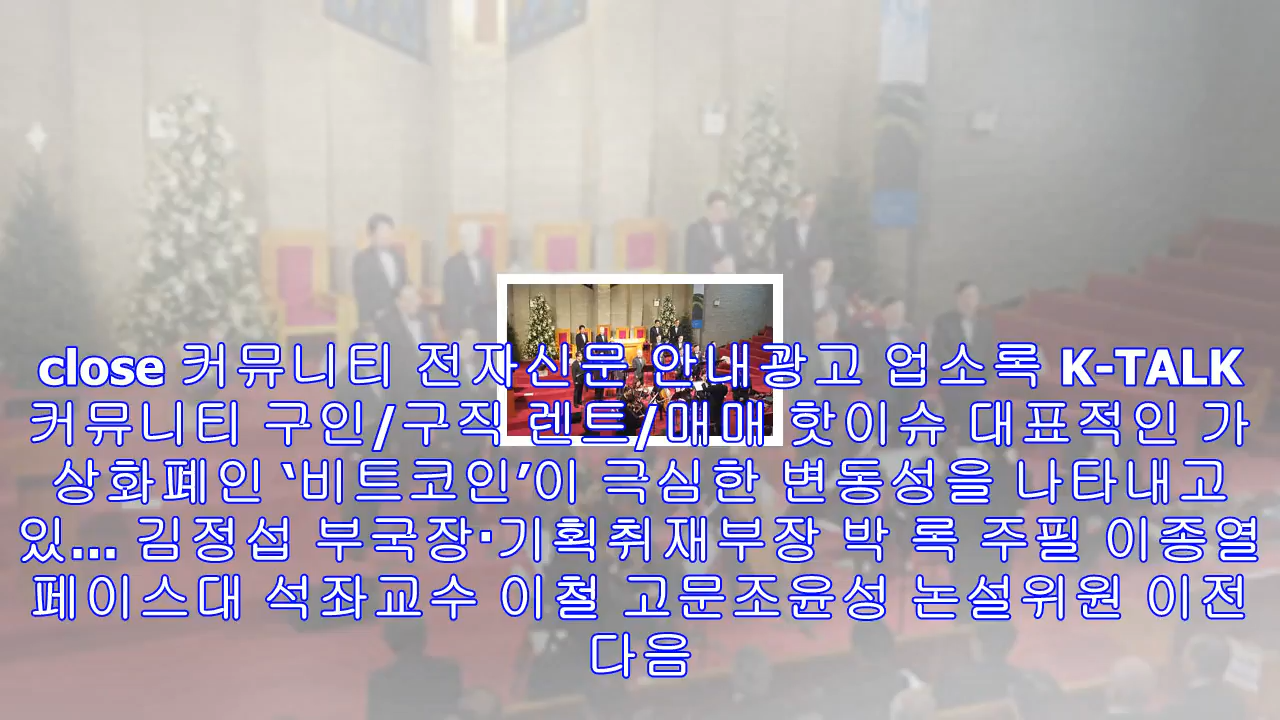 close 커뮤니티 전자신문 안내광고 업소록 K-TALK
커뮤니티 구인/구직 렌트/매매 핫이슈 대표적인 가
상화폐인 ‘비트코인’이 극심한 변동성을 나타내고
있... 김정섭 부국장·기획취재부장 박 록 주필 이종열
페이스대 석좌교수 이철 고문조윤성 논설위원 이전
다음